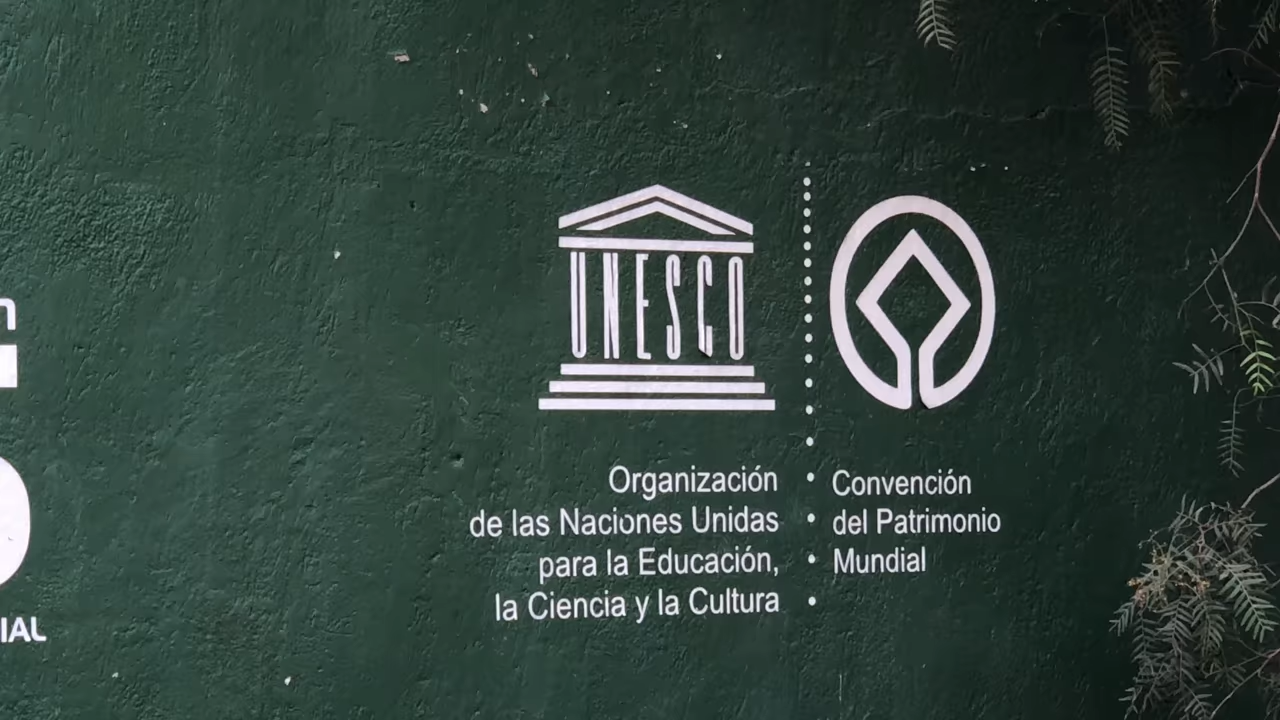 UNESCO
Organización
de las Naciones Unidas
para la Educación,
la Ciencia y la Cultura
Convención
del Patrimonio
Mundial